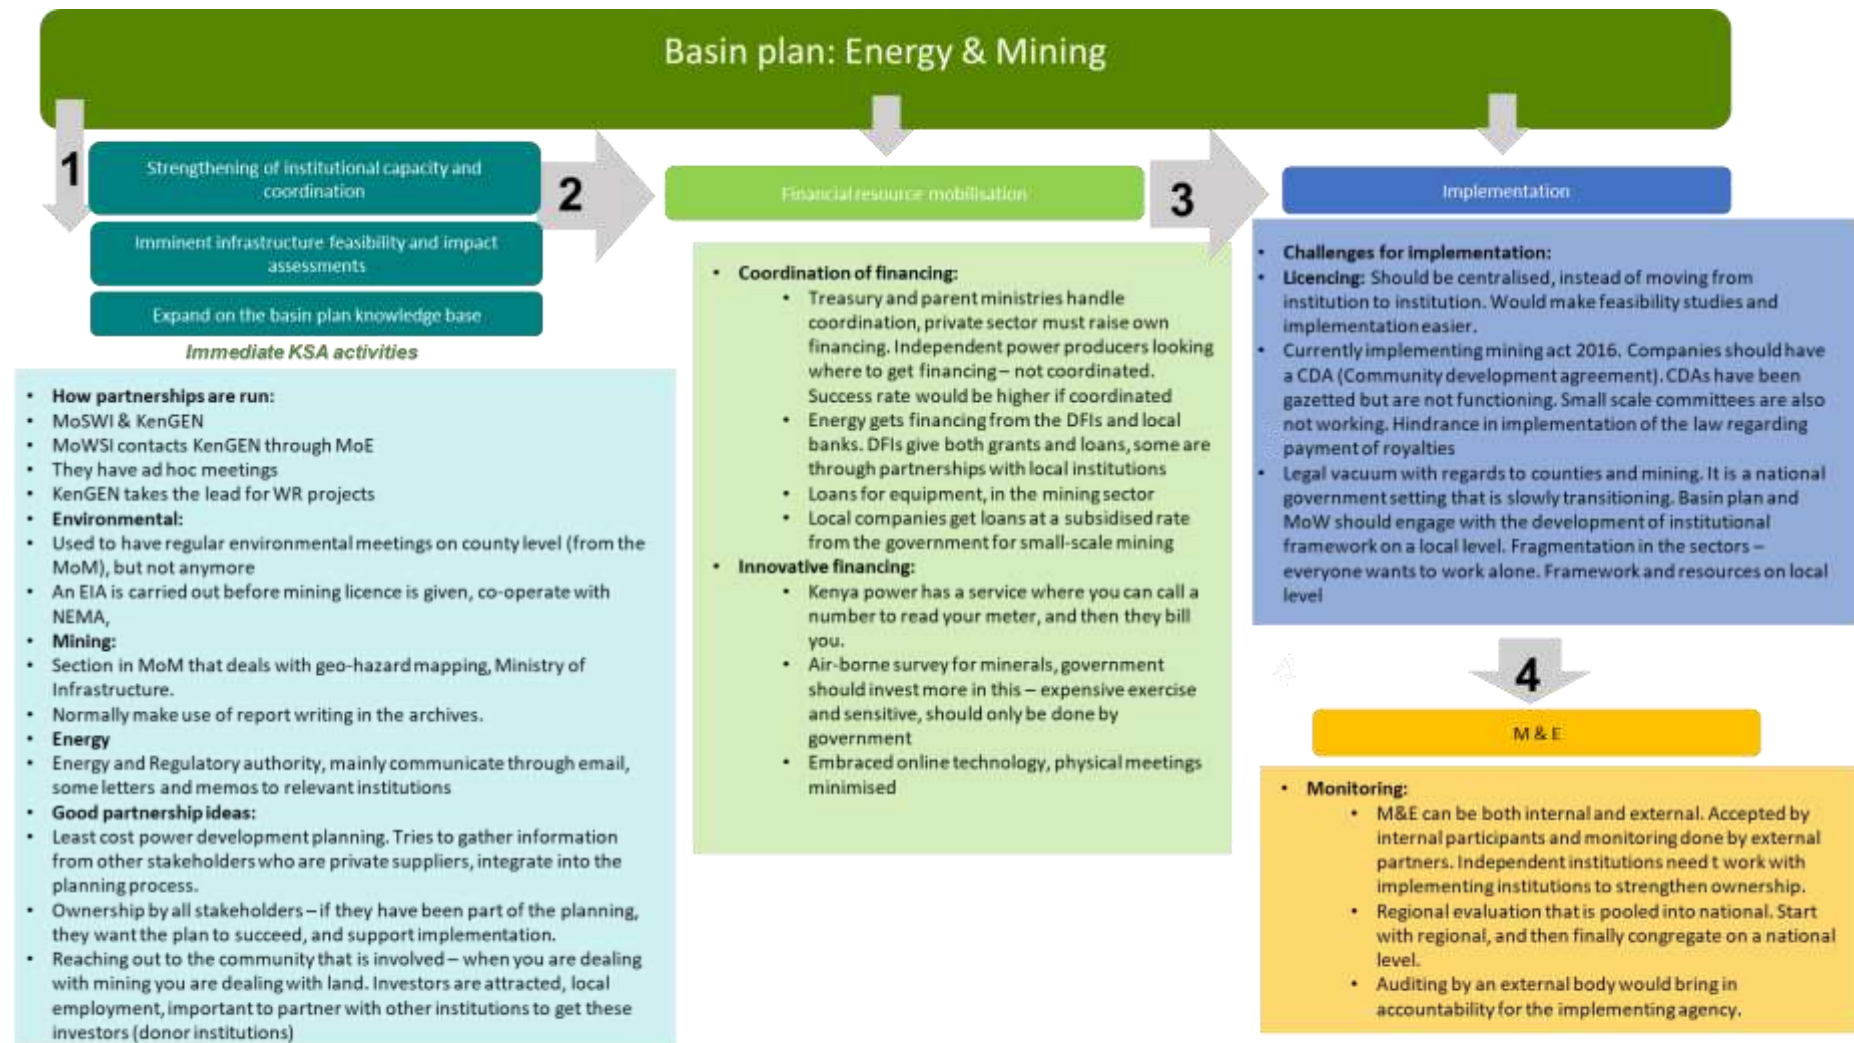 Basin plan: Energy & Mining
1
Strengthening of institutional capacity and
coordination
Imminent infrastructure feasibility and impact
assessments
Expand on the basin plan knowledge base
Immediate KSA activities
• How partnerships are run:
• MoSWI & KenGEN
• MoWSI contacts KenGEN through MoE
• They have ad hoc meetings
• KenGEN takes the lead for WR projects
• Environmental:
• Used to have regular environmental meetings on county level (from the
MoM), but not anymore
• An EIA is carried out before mining licence is given, co-operate with
NEMA,
• Mining:
• Section in MoM that deals with geo-hazard mapping, Ministry of
Infrastructure.
• Normally make use of report writing in the archives.
• Energy
• Energy and Regulatory authority, mainly communicate through email,
some letters and memos to relevant institutions
• Good partnership ideas:
• Least cost power development planning. Tries to gather information
from other stakeholders who are private suppliers, integrate into the
planning process.
• Ownership by all stakeholders – if they have been part of the planning,
they want the plan to succeed, and support implementation.
• Reaching out to the community that is involved – when you are dealing
with mining you are dealing with land. Investors are attracted, local
employment, important to partner with other institutions to get these
investors (donor institutions)
2
Financial resource mobilisation
• Coordination of financing:
• Treasury and parent ministries handle
coordination, private sector must raise own
financing. Independent power producers looking
where to get financing – not coordinated.
Success rate would be higher if coordinated
• Energy gets financing from the DFIs and local
banks. DFIs give both grants and loans, some are
through partnerships with local institutions
• Loans for equipment, in the mining sector
• Local companies get loans at a subsidised rate
from the government for small-scale mining
• Innovative financing:
• Kenya power has a service where you can call a
number to read your meter, and then they bill
you.
• Air-borne survey for minerals, government
should invest more in this – expensive exercise
and sensitive, should only be done by
government
• Embraced online technology, physical meetings
minimised
3
Implementation
• Challenges for implementation:
• Licencing: Should be centralised, instead of moving from
institution to institution. Would make feasibility studies and
implementation easier.
• Currently implementing mining act 2016. Companies should have
a CDA (Community development agreement). CDAs have been
gazetted but are not functioning. Small scale committees are also
not working. Hindrance in implementation of the law regarding
payment of royalties
• Legal vacuum with regards to counties and mining. It is a national
government setting that is slowly transitioning. Basin plan and
MoW should engage with the development of institutional
framework on a local level. Fragmentation in the sectors –
everyone wants to work alone. Framework and resources on local
level
4
M & E
• Monitoring:
• M&E can be both internal and external. Accepted by
internal participants and monitoring done by external
partners. Independent institutions need t work with
implementing institutions to strengthen ownership.
• Regional evaluation that is pooled into national. Start
with regional, and then finally congregate on a national
level.
• Auditing by an external body would bring in
accountability for the implementing agency.